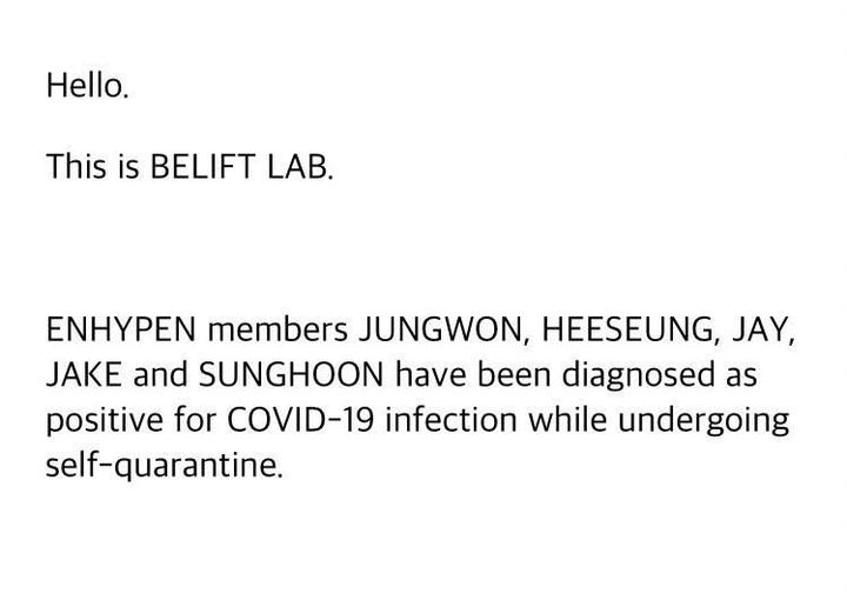 Hello.
This is BELIFT LAB.
ENHYPEN members JUNGWON, HEESEUNG, JAY,
JAKE and SUNGHOON have been diagnosed as
positive for COVID-19 infection while undergoing
self-quarantine.